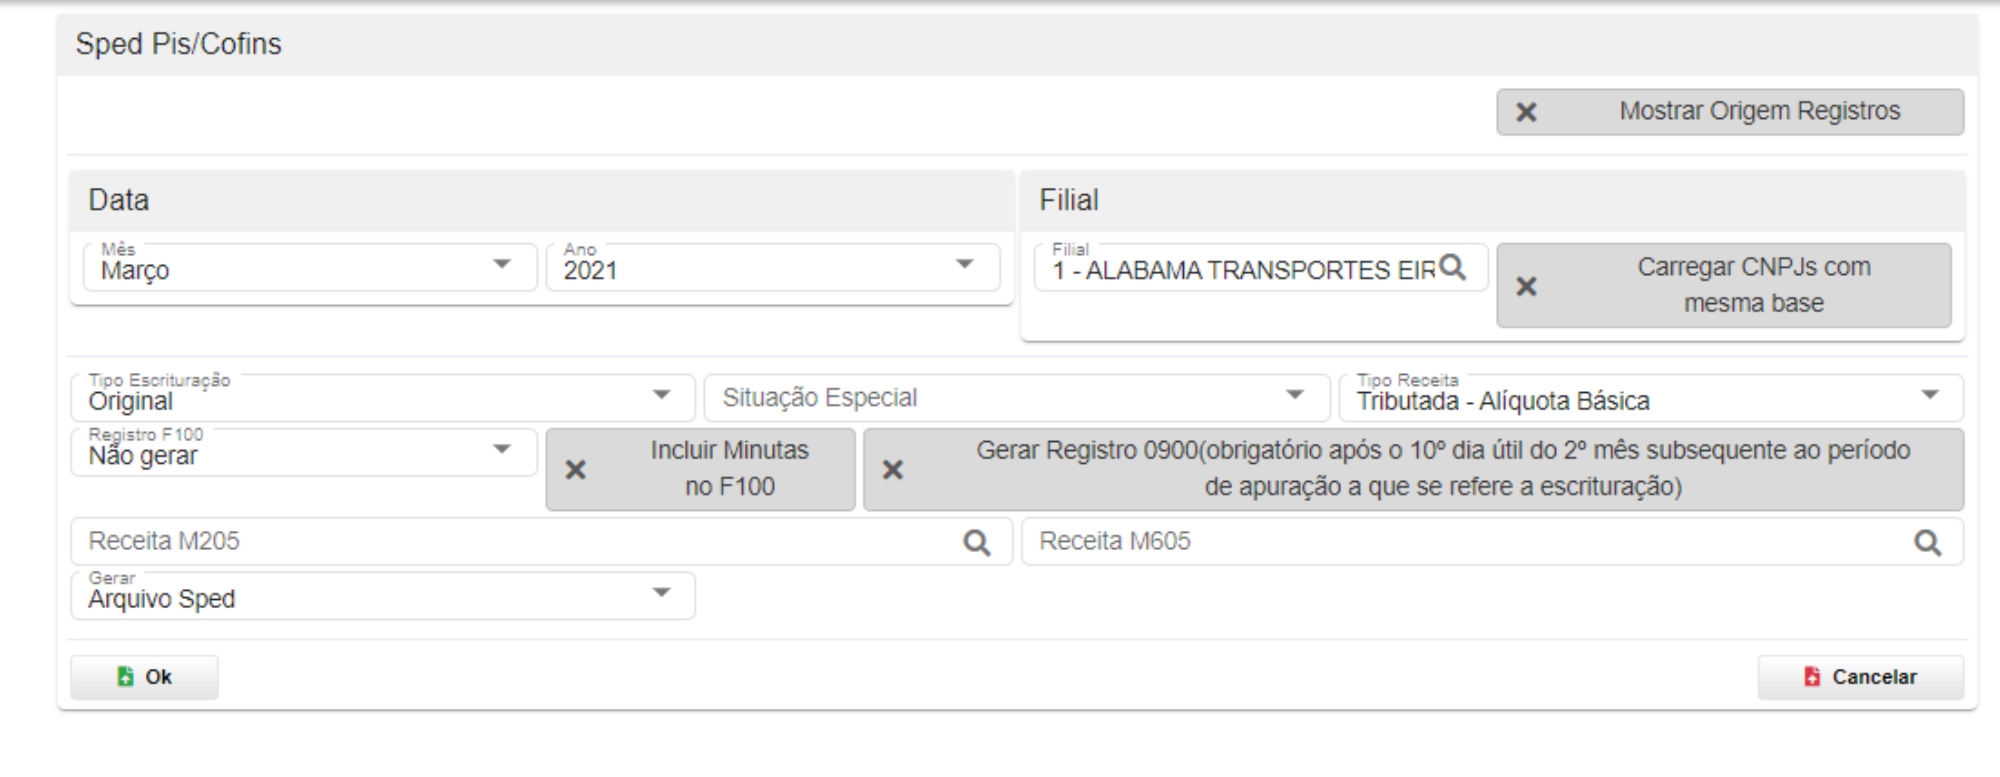 Sped Pis/Cofins
Mostrar Origem Registros
Data
Filial
Mês
Março
Ano
2021
Filial
1 - ALABAMA TRANSPORTES EIR
Carregar CNPJs com
mesma base
Tipo Escrituração
Original
Situação Especial
Tipo Receita
Tributada - Alíquota Básica
Registro F100
Não gerar
Incluir Minutas
no F100
Gerar Registro 0900(obrigatório após o 10º dia útil do 2º mês subsequente ao período
de apuração a que se refere a escrituração)
Receita M205
Receita M605
Gerar
Arquivo Sped
Ok
Cancelar